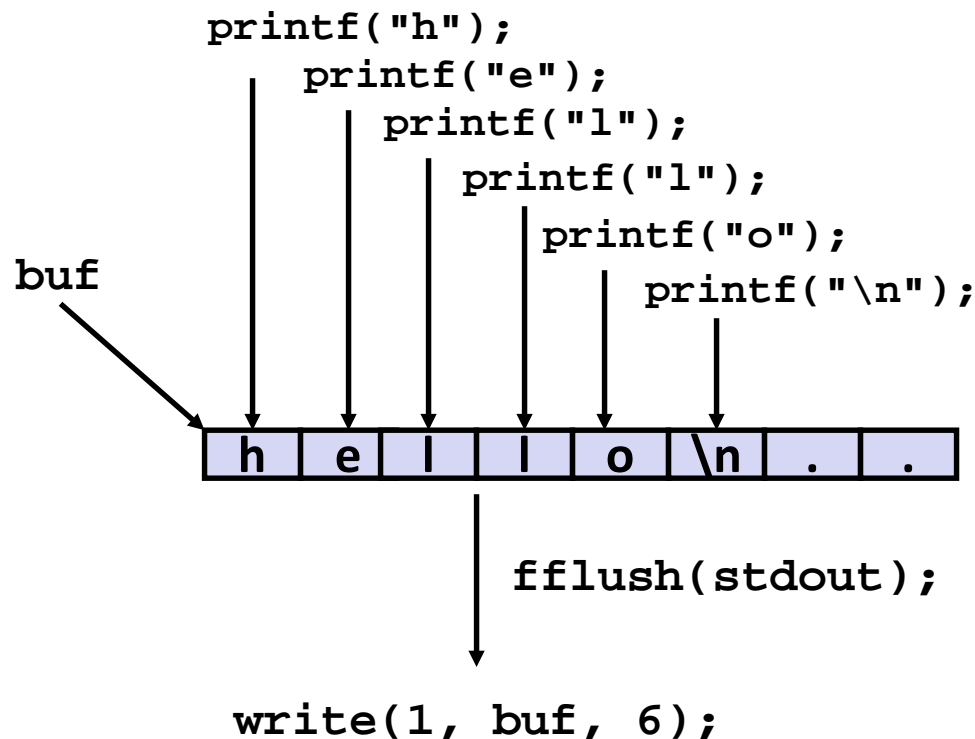 printf("h");
printf("e");
printf("l");
printf("l");
printf("o");
buf
printf("\n");
h e l l o \n . .
fflush(stdout);
write(1, buf, 6);